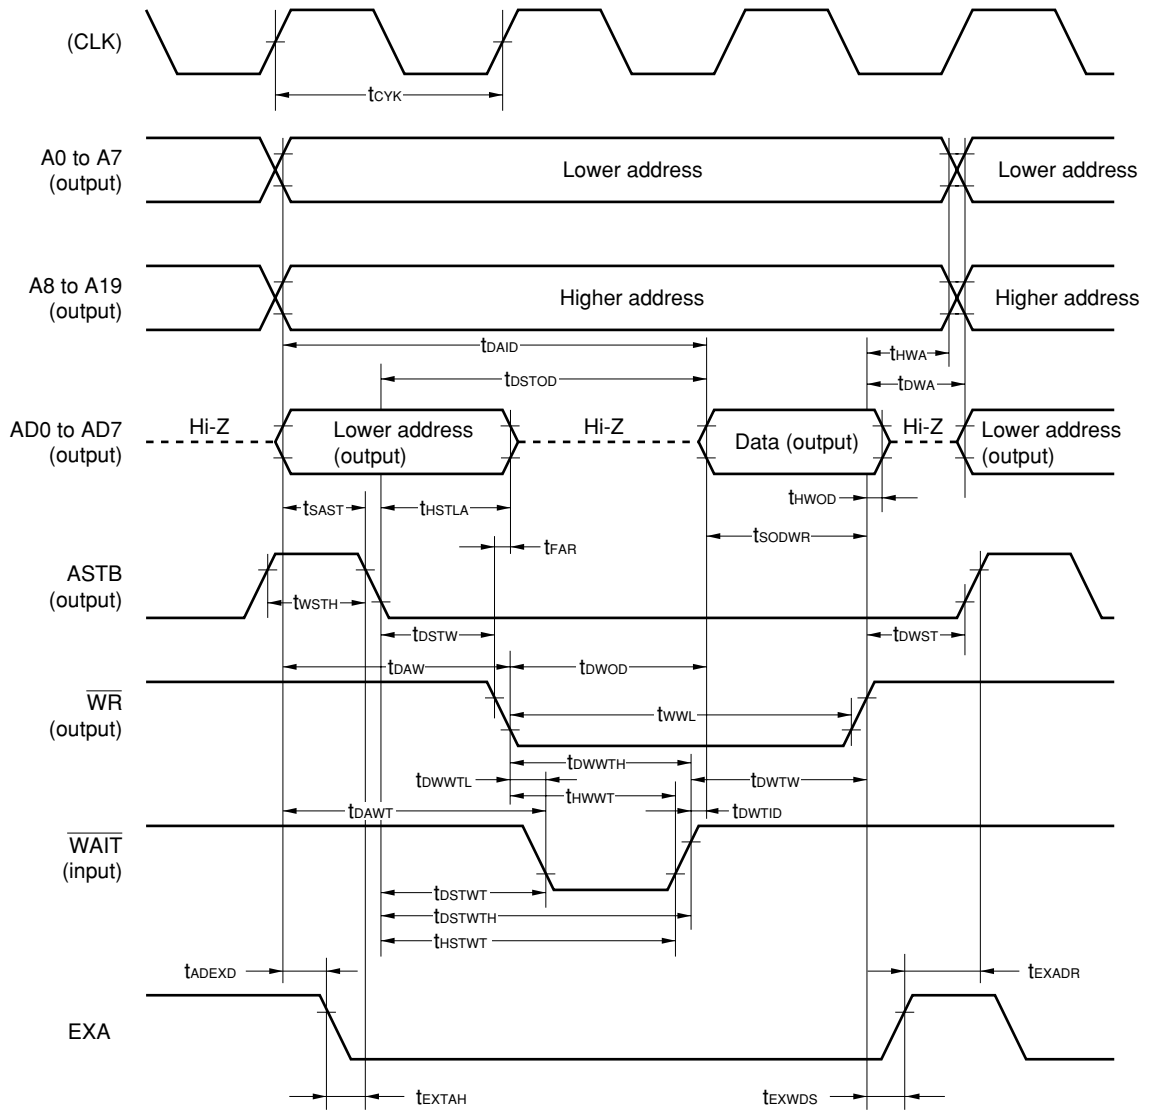 (CLK)
tCYK
A0 to A7
(output)
Lower address
Lower address
A8 to A19
(output)
Higher address
Higher address
tDAID
tHWA
tDSTOD
tDWA
AD0 to AD7
(output)
Hi-Z
Lower address
(output)
Hi-Z
Data (output)
Hi-Z
Lower address
(output)
tSAST
tHSTLA
tHWOD
tFAR
tSODWR
ASTB
(output)
tWSTH
tDSTW
tDWST
tDAW
tDWOD
WR
(output)
tWWL
tDWWTH
tDWWTL
tDWTW
tHWWT
tDAWT
tDWTID
WAIT
(input)
tDSTWT
tDSTWTH
tHSTWT
tADEXD
tEXADR
EXA
tEXTAH
tEXWDS